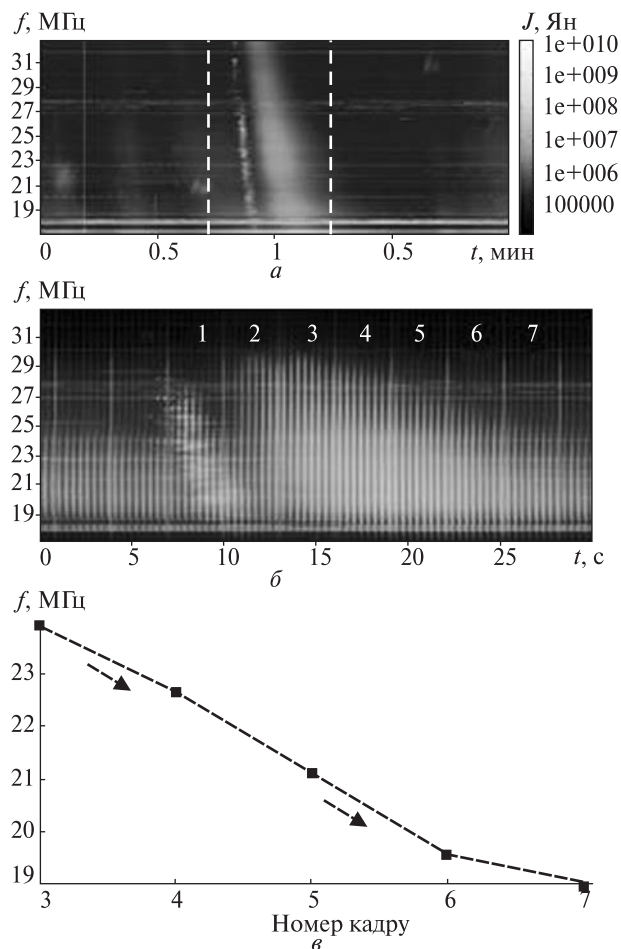 f, МГц
J, Ян
31
29
27
25
23
21
19
1e+010
1e+009
1e+008
1e+007
1e+006
100000
0 0.5 1 0.5 t, мин
а
f, МГц
1 2 3 4 5 6 7
31
29
27
25
23
21
19
0 5 10 15 20 25 t, с
б
f, МГц
23
22
21
20
19
3 4 5 6 7
Номер кадру
в